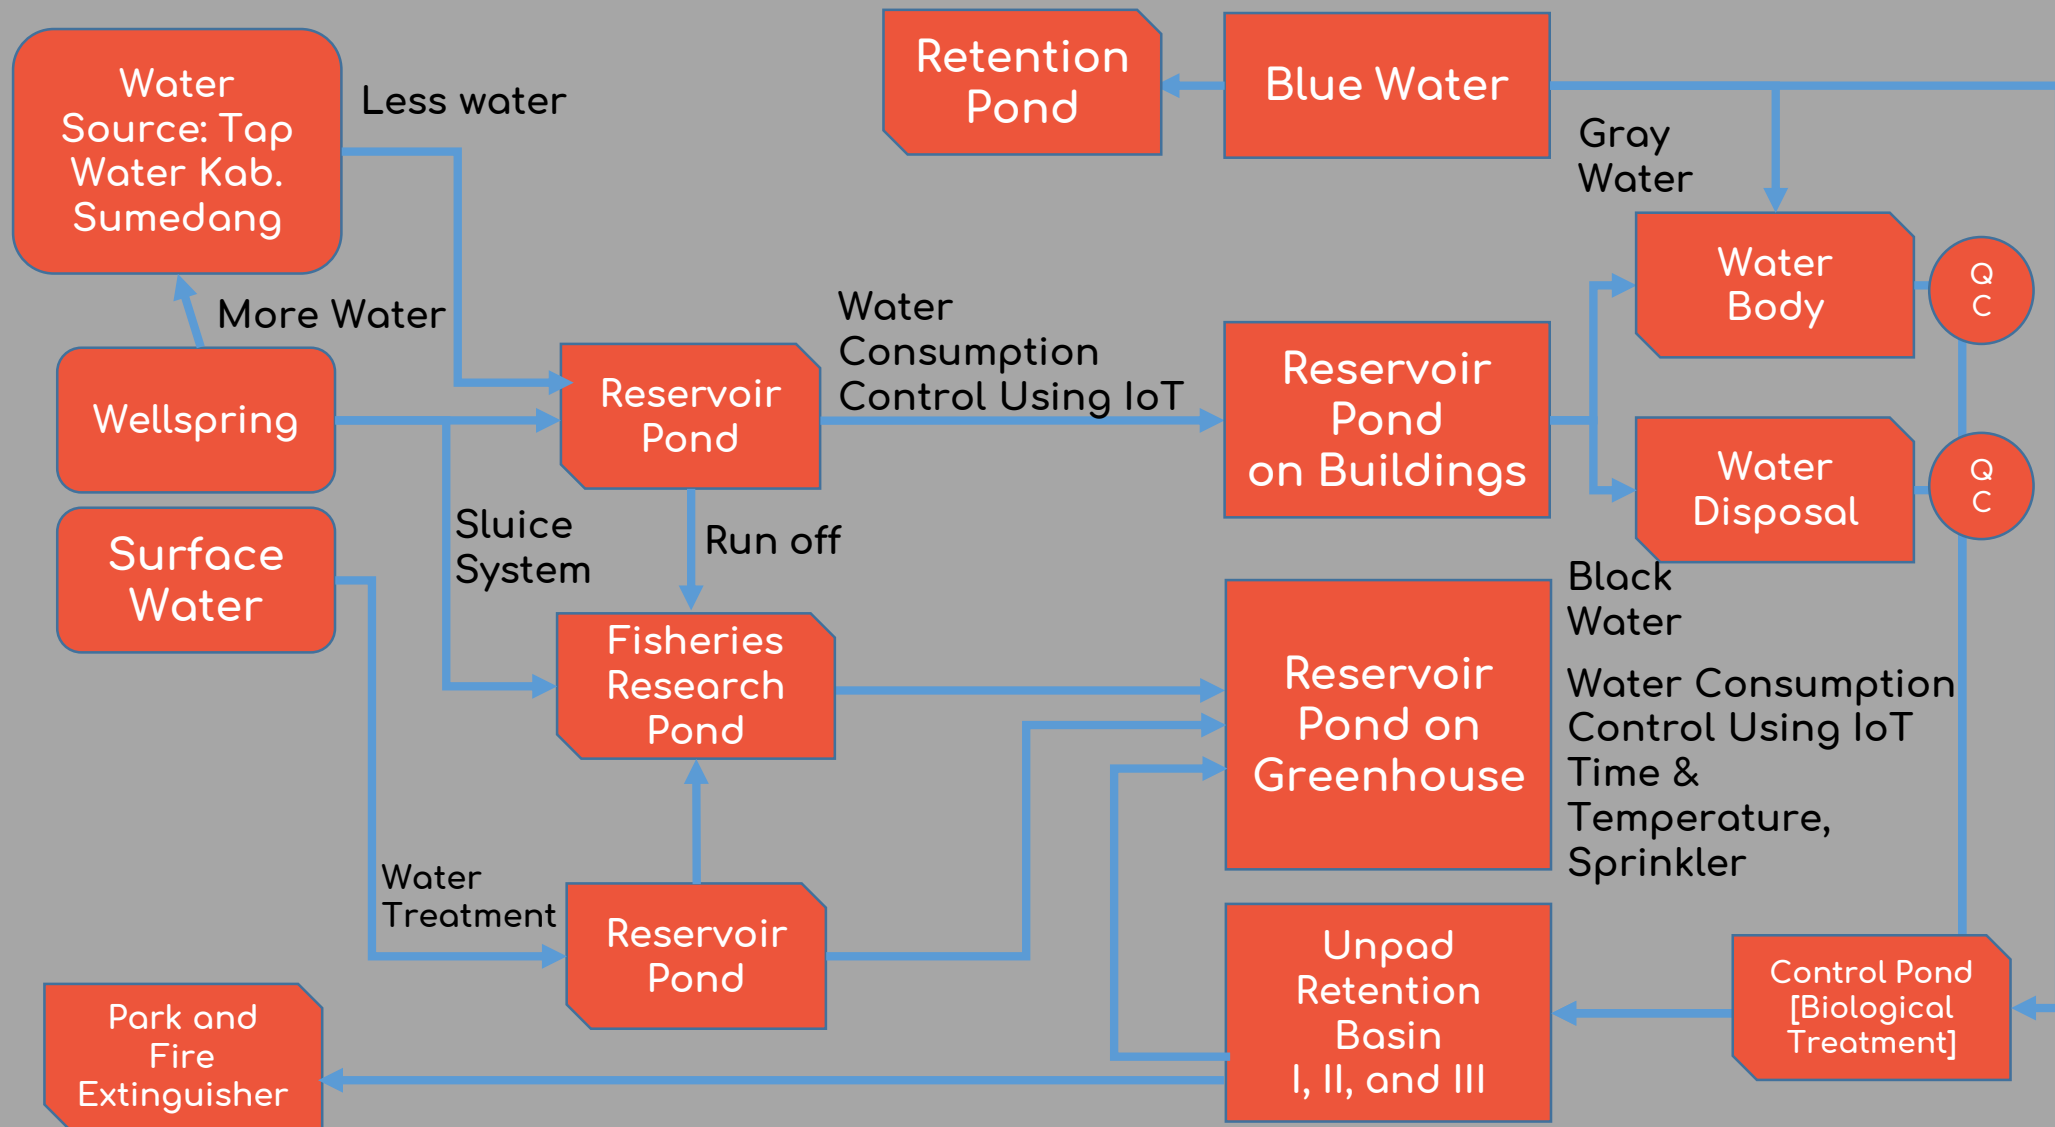 Water
Source: Tap
Water Kab.
Sumedang
Less water
Retention
Pond
Blue Water
Gray
Water
Water
Body
Q
C
More Water
Wellspring
Reservoir
Pond
Water
Consumption
Control Using IoT
Reservoir
Pond
on Buildings
Water
Disposal
Q
C
Surface
Water
Sluice
System
Run off
Fisheries
Research
Pond
Reservoir
Pond on
Greenhouse
Black
Water
Water Consumption
Control Using IoT
Time &
Temperature,
Sprinkler
Water
Treatment
Reservoir
Pond
Unpad
Retention
Basin
I, II, and III
Control Pond
[Biological
Treatment]
Park and
Fire
Extinguisher